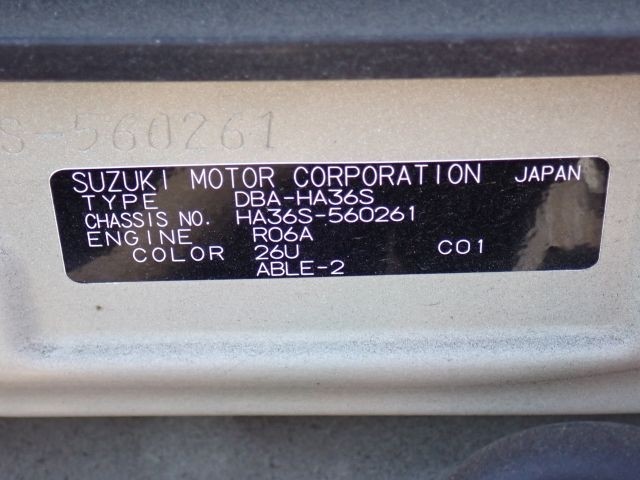 S-560261
SUZUKI MOTOR CORPORATION JAPAN
TYPE DBA-HA36S
CHASSIS NO. HA36S-560261
ENGINE R06A
COLOR 26U C01
ABLE-2